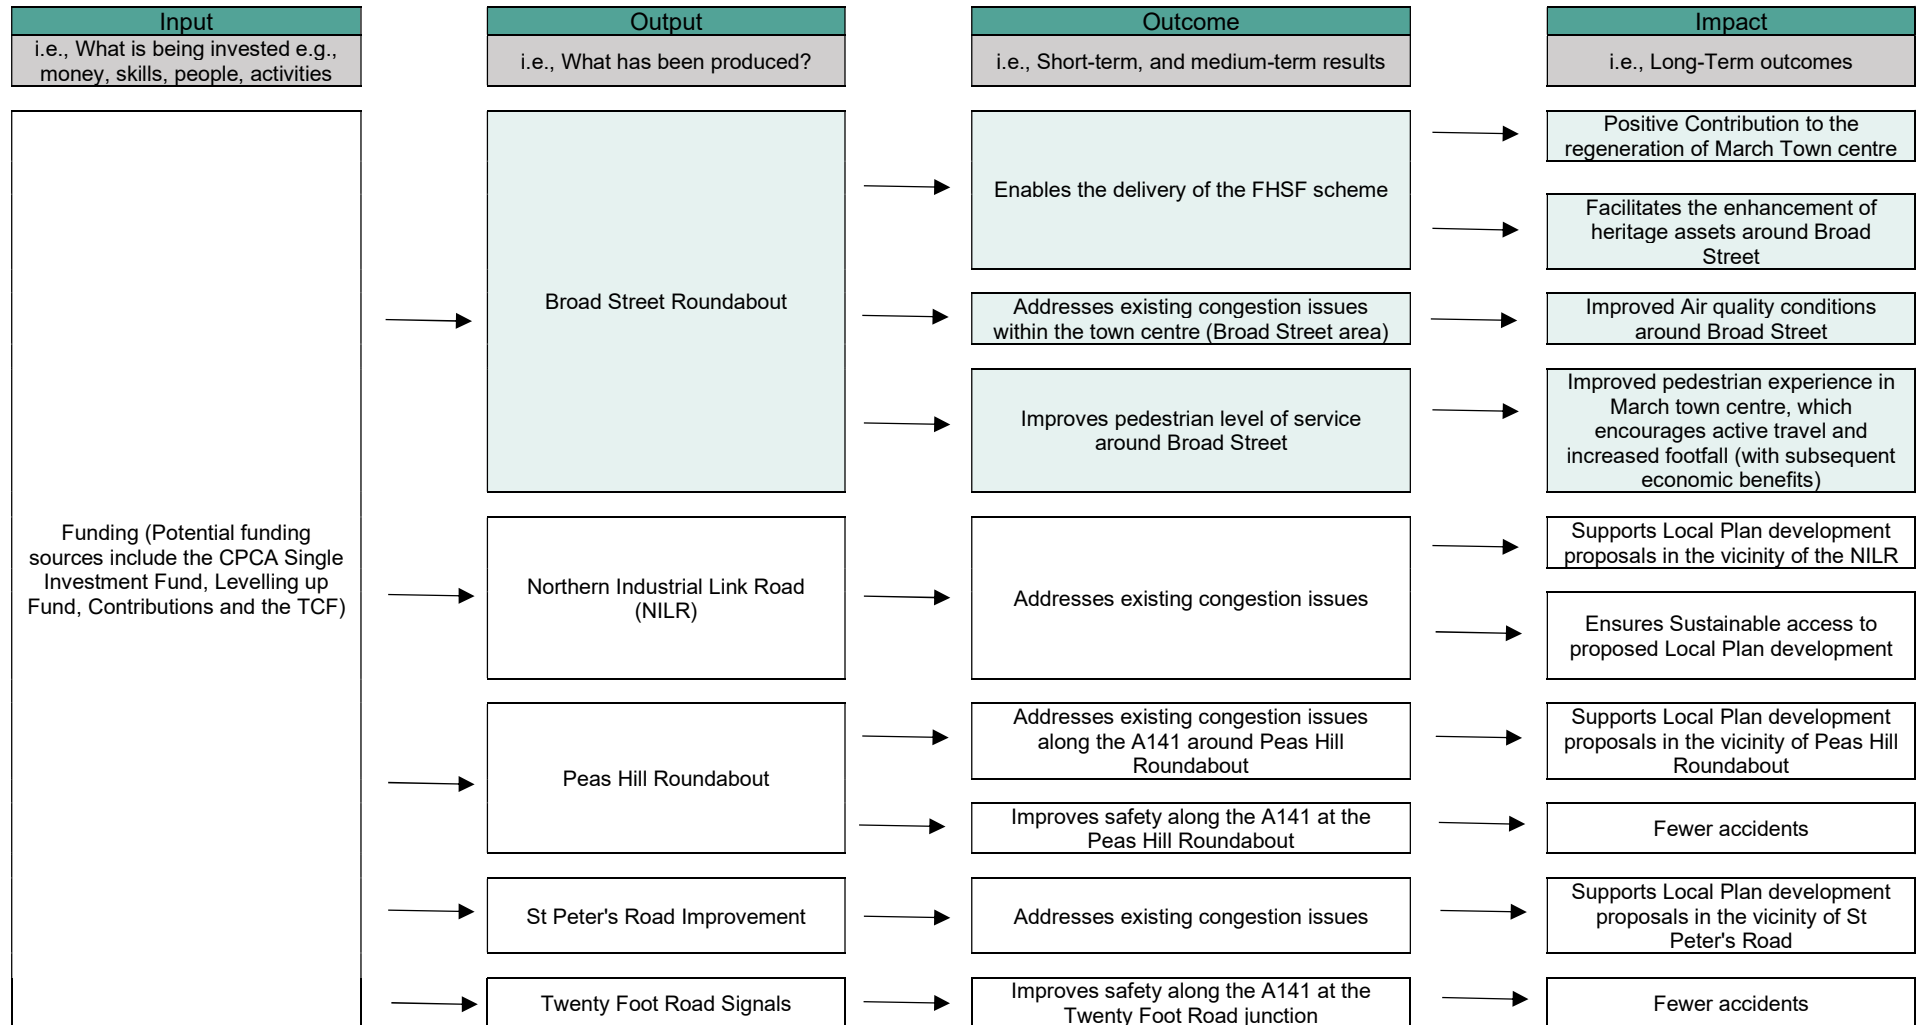 Input
i.e., What is being invested e.g.,
money, skills, people, activities
Output
i.e., What has been produced?
Outcome
i.e., Short-term, and medium-term results
Impact
i.e., Long-Term outcomes
Funding (Potential funding
sources include the CPCA Single
Investment Fund, Levelling up
Fund, Contributions and the TCF)
Broad Street Roundabout
Enables the delivery of the FHSF scheme
Positive Contribution to the
regeneration of March Town centre
Facilitates the enhancement of
heritage assets around Broad
Street
Addresses existing congestion issues
within the town centre (Broad Street area)
Improved Air quality conditions
around Broad Street
Improves pedestrian level of service
around Broad Street
Improved pedestrian experience in
March town centre, which
encourages active travel and
increased footfall (with subsequent
economic benefits)
Northern Industrial Link Road
(NILR)
Addresses existing congestion issues
Supports Local Plan development
proposals in the vicinity of the NILR
Ensures Sustainable access to
proposed Local Plan development
Peas Hill Roundabout
Addresses existing congestion issues
along the A141 around Peas Hill
Roundabout
Supports Local Plan development
proposals in the vicinity of Peas Hill
Roundabout
Improves safety along the A141 at the
Peas Hill Roundabout
Fewer accidents
St Peter's Road Improvement
Addresses existing congestion issues
Supports Local Plan development
proposals in the vicinity of St
Peter's Road
Twenty Foot Road Signals
Improves safety along the A141 at the
Twenty Foot Road junction
Fewer accidents